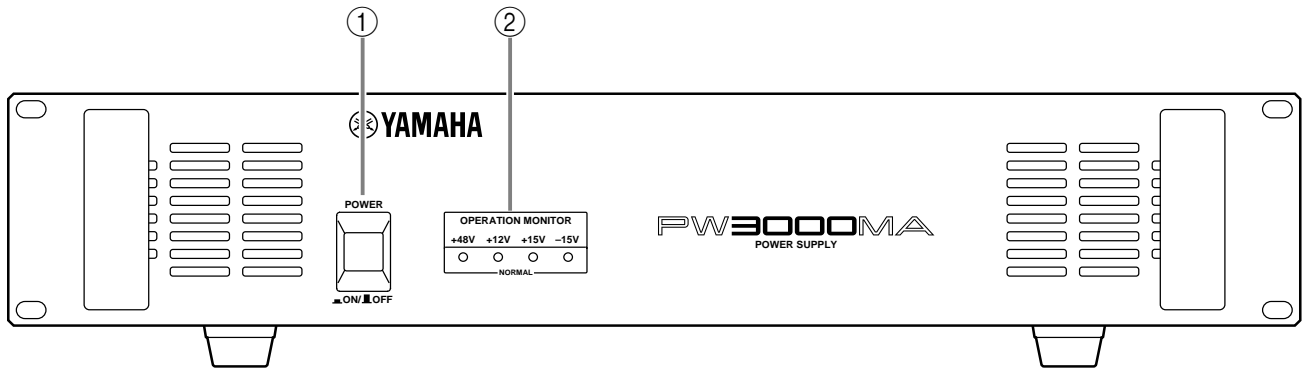 ① ②
YAMAHA
POWER
ON/ OFF
OPERATION MONITOR
+48V +12V +15V –15V
NORMAL
PW3000MA
POWER SUPPLY